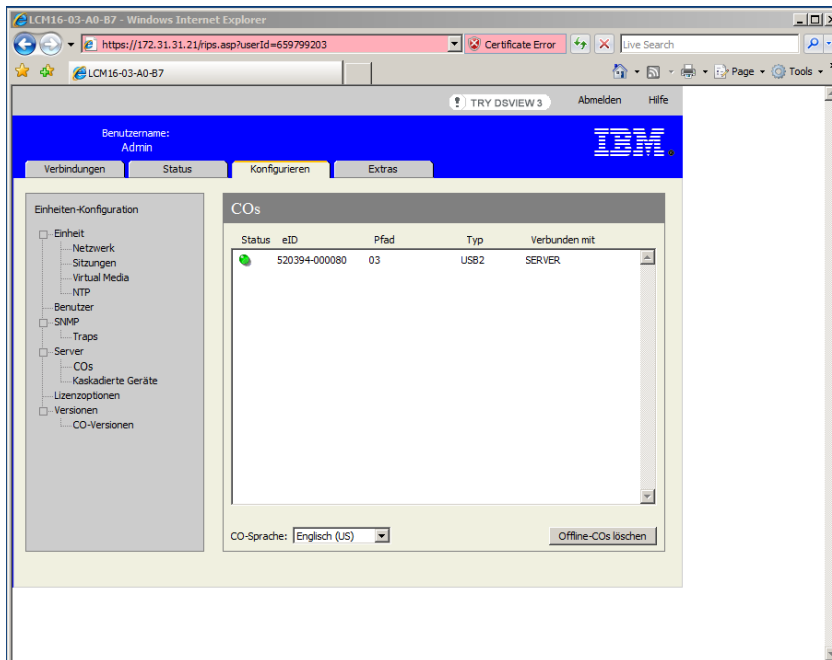 LCM16-03-A0-B7 - Windows Internet Explorer
https://172.31.31.21/rips.asp?userId=659799203
Certificate Error
Live Search
LCM16-03-A0-B7
Page
Tools
TRY DSVIEW 3
Abmelden
Hilfe
Benutzername:
Admin
IBM
Verbindungen
Status
Konfigurieren
Extras
Einheiten-Konfiguration
Einheit
Netzwerk
Sitzungen
Virtual Media
NTP
Benutzer
SNMP
Traps
Server
COs
Kaskadierte Geräte
Lizenzoptionen
Versionen
CO-Versionen
COs
Status eID Pfad Typ Verbunden mit
520394-000080 03 USB2 SERVER
CO-Sprache: Englisch (US)
Offline-COs löschen